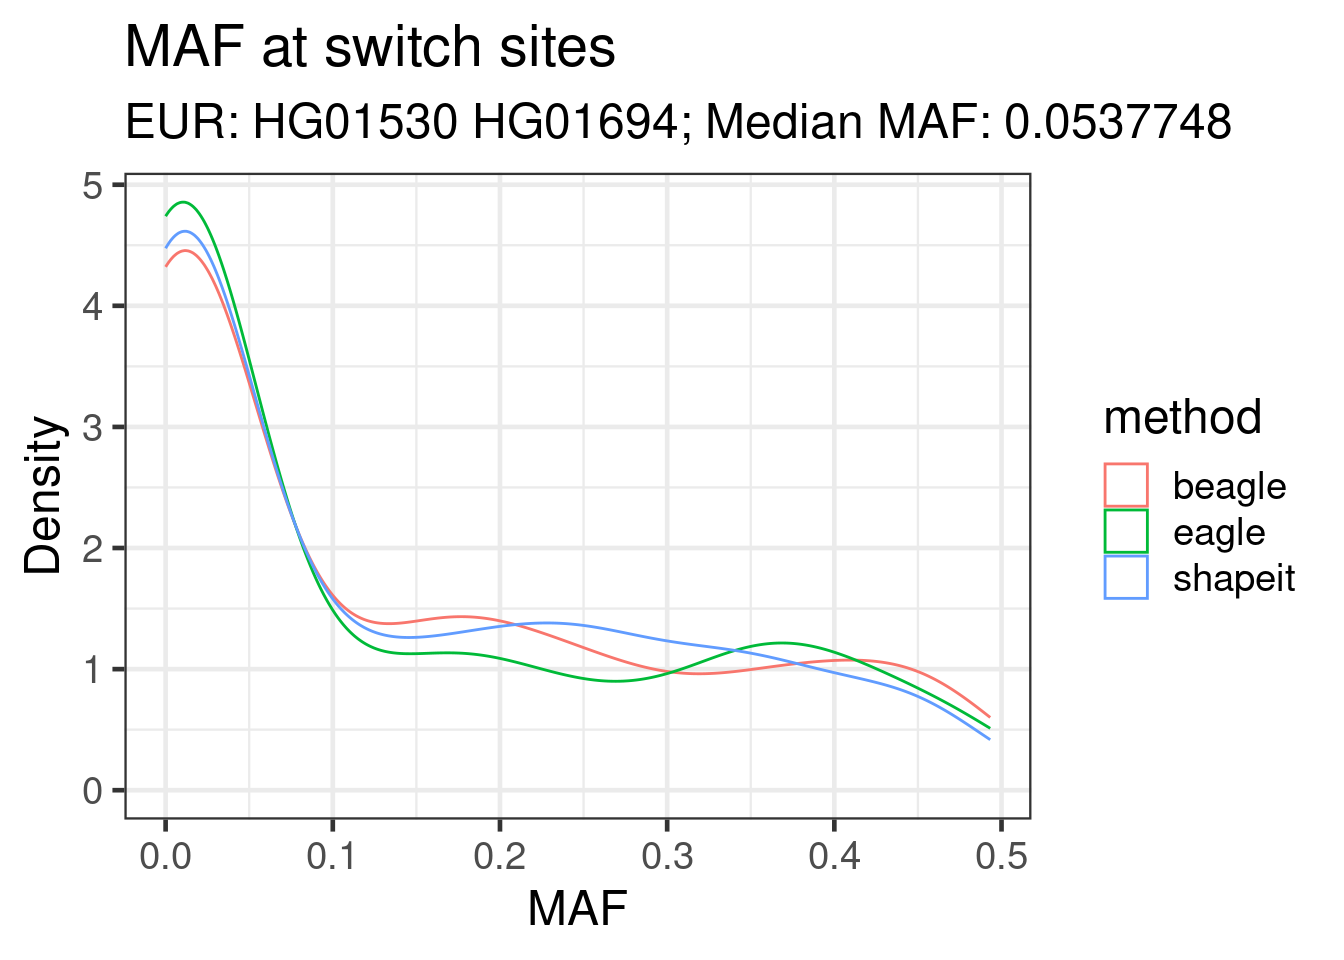 MAF at switch sites
EUR: HG01530 HG01694; Median MAF: 0.0537748
5
4
3
2
1
0
Density
0.0 0.1 0.2 0.3 0.4 0.5
MAF
method
beagle
eagle
shapeit